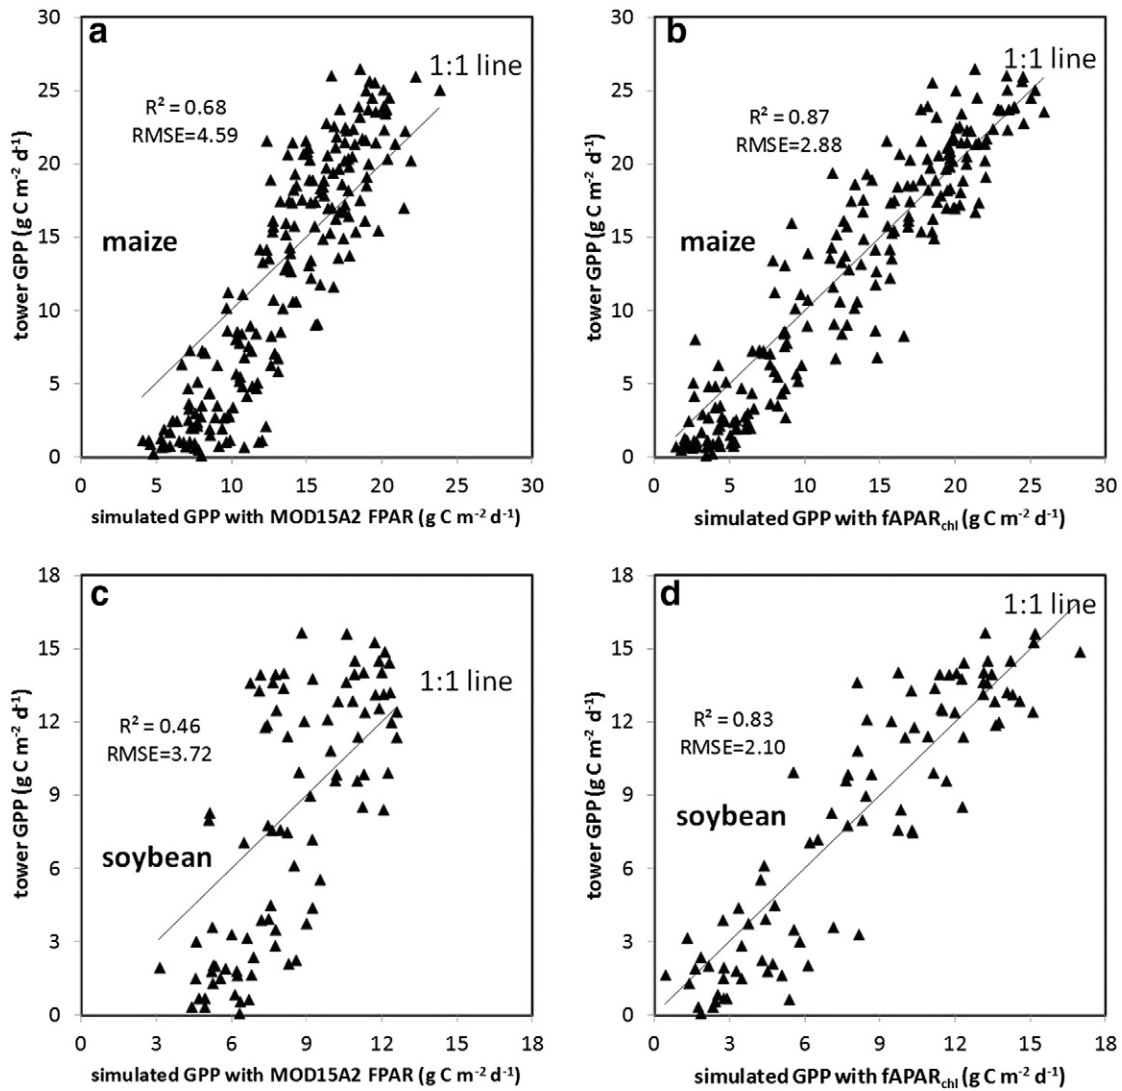 a
30
25
20
15
10
5
0
tower GPP (g C m⁻² d⁻¹)
1:1 line
R² = 0.68
RMSE=4.59
maize
0 5 10 15 20 25 30
simulated GPP with MOD15A2 FPAR (g C m⁻² d⁻¹)
b
30
25
20
15
10
5
0
tower GPP (g C m⁻² d⁻¹)
1:1 line
R² = 0.87
RMSE=2.88
maize
0 5 10 15 20 25 30
simulated GPP with fAPARchl (g C m⁻² d⁻¹)
c
18
15
12
9
6
3
0
tower GPP (g C m⁻² d⁻¹)
1:1 line
R² = 0.46
RMSE=3.72
soybean
0 3 6 9 12 15 18
simulated GPP with MOD15A2 FPAR (g C m⁻² d⁻¹)
d
18
15
12
9
6
3
0
tower GPP (g C m⁻² d⁻¹)
1:1 line
R² = 0.83
RMSE=2.10
soybean
0 3 6 9 12 15 18
simulated GPP with fAPARchl (g C m⁻² d⁻¹)